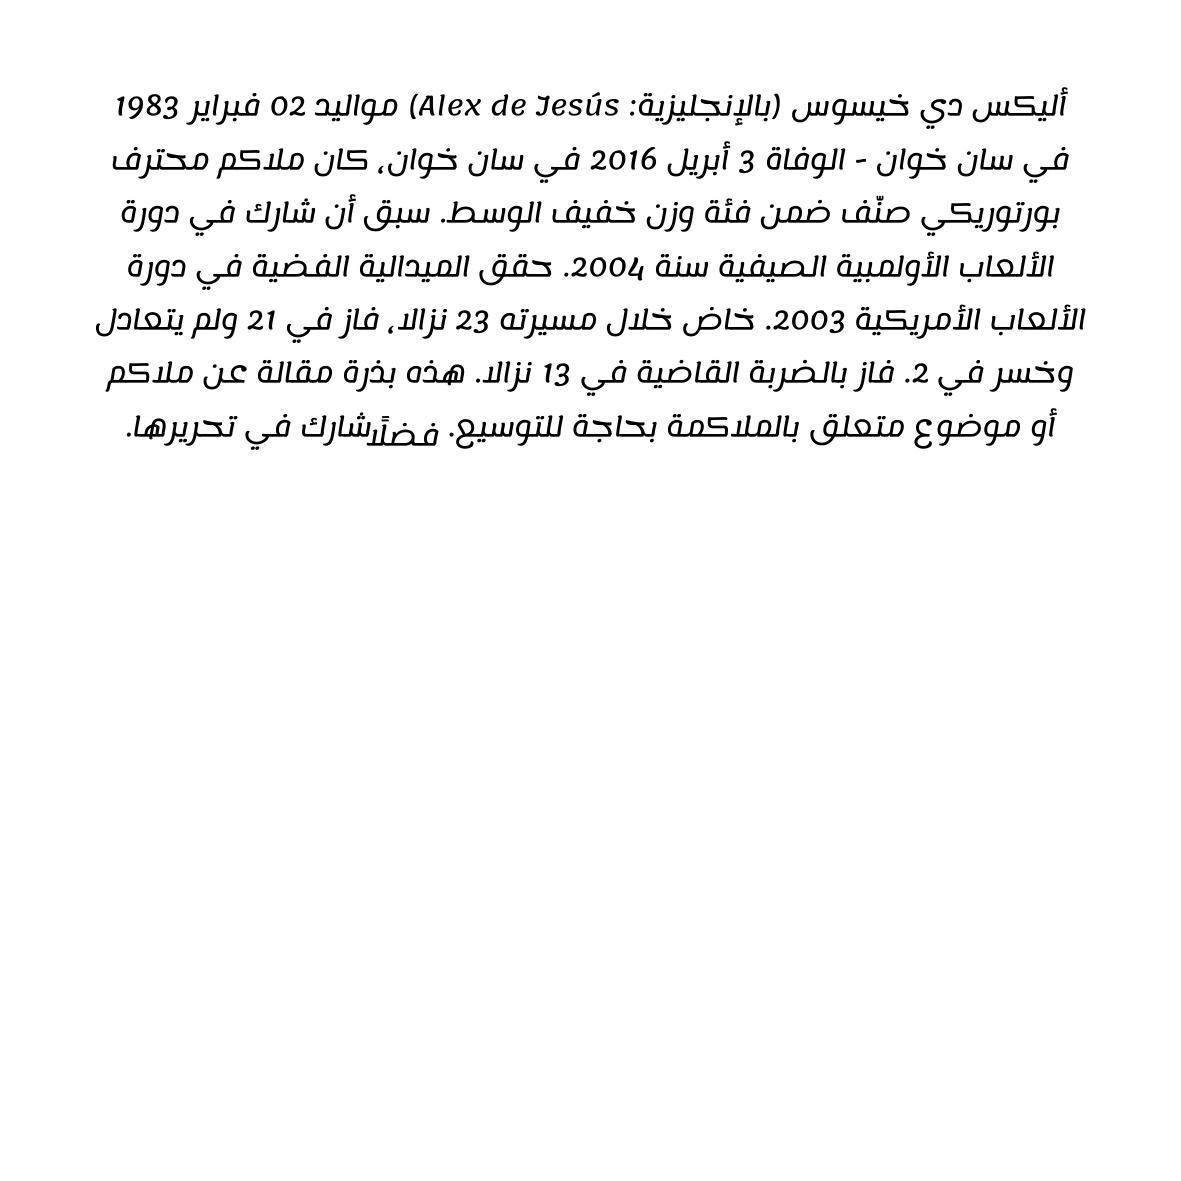 أليكس دي خيسوس (بالإنجليزية: Alex de Jesús) مواليد 02 فبراير 1983
في سان خوان - الوفاة 3 أبريل 2016 في سان خوان، كان ملاكم محترف
بورتوريكي صنّف ضمن فئة وزن خفيف الوسط. سبق أن شارك في دورة
الألعاب الأولمبية الصيفية سنة 2004. حقق الميدالية الفضية في دورة
الألعاب الأمريكية 2003. خاض خلال مسيرته 23 نزالا، فاز في 21 ولم يتعادل
وخسر في 2. فاز بالضربة القاضية في 13 نزالا. هذه بذرة مقالة عن ملاكم
أو موضوع متعلق بالملاكمة بحاجة للتوسيع. فضلًاشارك في تحريرها.